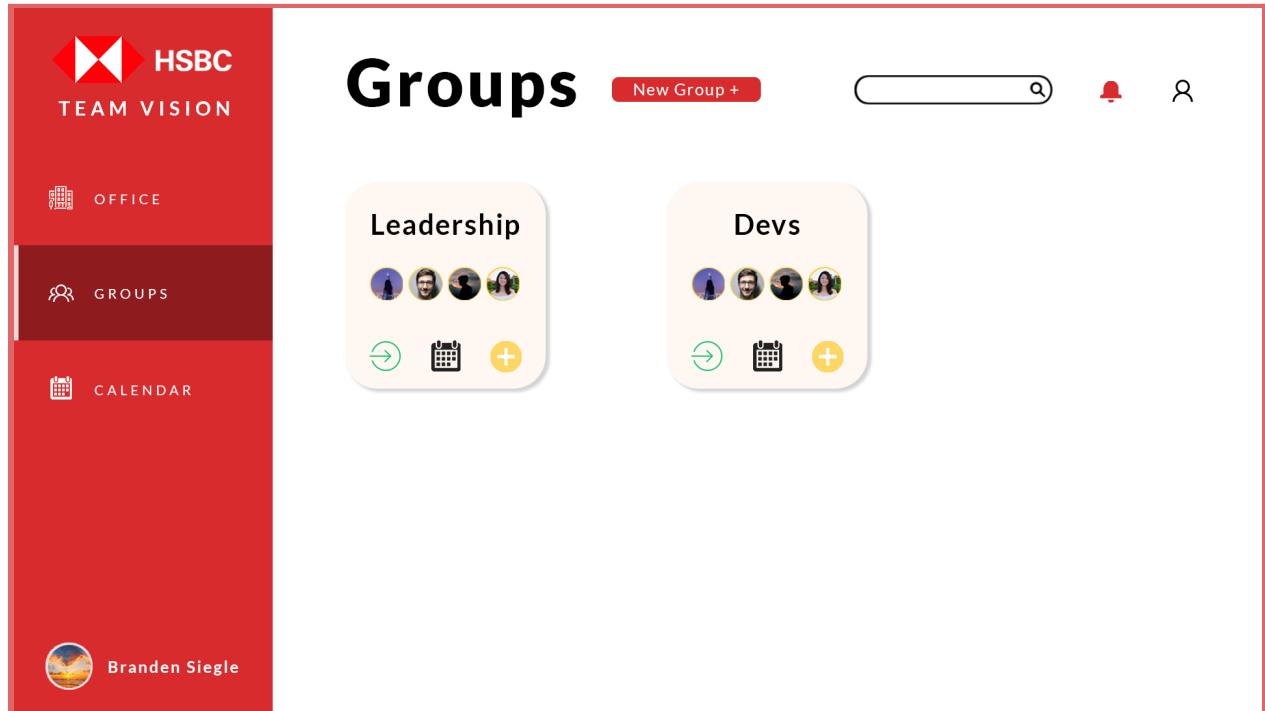 HSBC
TEAM VISION
OFFICE
GROUPS
CALENDAR
Branden Siegle
Groups
New Group +
Leadership
Devs